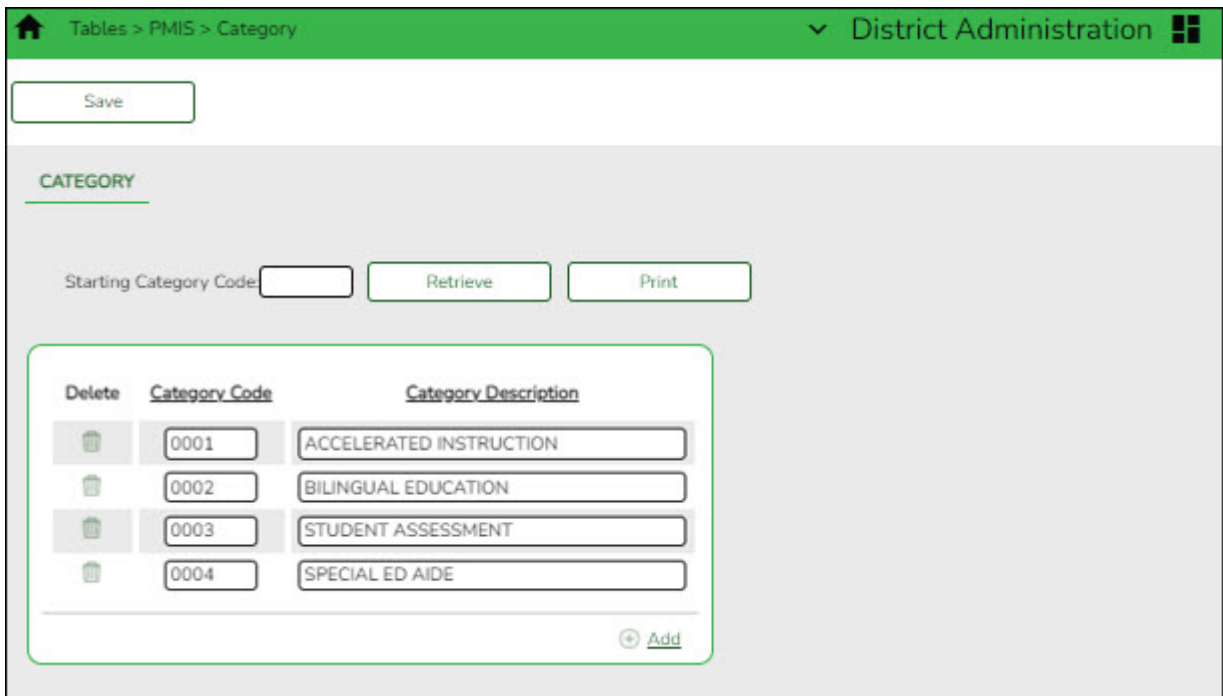 Tables > PMIS > Category District Administration
Save
CATEGORY
Starting Category Code: Retrieve Print
Delete Category Code Category Description
0001 ACCELERATED INSTRUCTION
0002 BILINGUAL EDUCATION
0003 STUDENT ASSESSMENT
0004 SPECIAL ED AIDE
Add